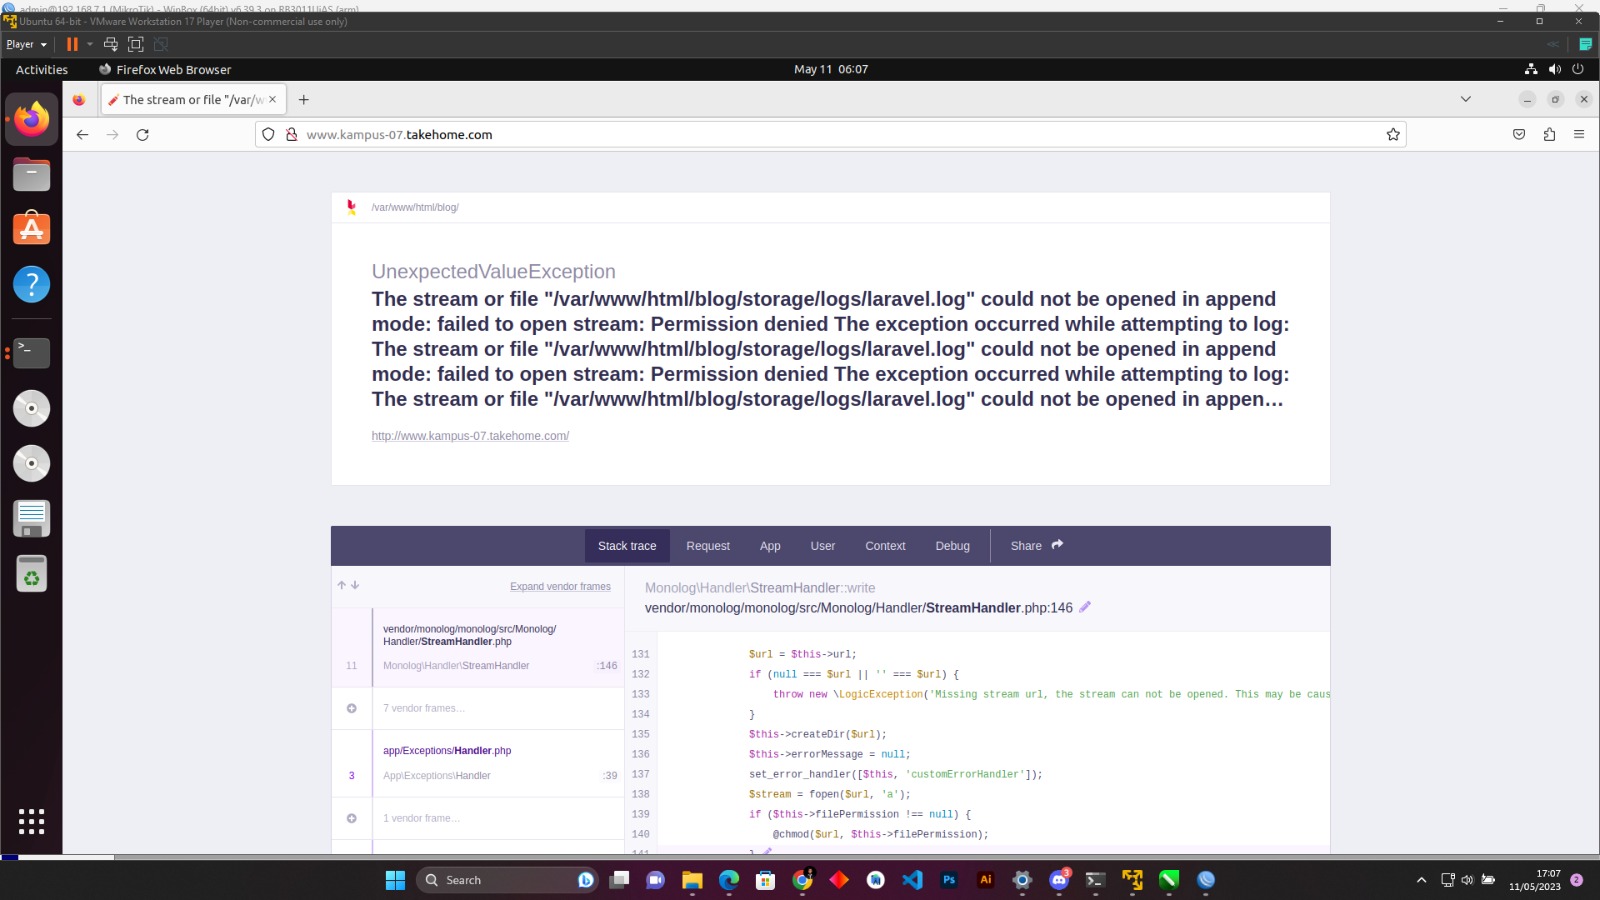 admin@192.168.7.1 (MikroTik) - WinBox (64bit) v6.39.3 on RB3011UiAS (arm)
Ubuntu 64-bit - VMware Workstation 17 Player (Non-commercial use only)
Player
Activities
Firefox Web Browser
May 11 06:07
The stream or file "/var/w
www.kampus-07.takehome.com
/var/www/html/blog/
UnexpectedValueException
The stream or file "/var/www/html/blog/storage/logs/laravel.log" could not be opened in append
mode: failed to open stream: Permission denied The exception occurred while attempting to log:
The stream or file "/var/www/html/blog/storage/logs/laravel.log" could not be opened in append
mode: failed to open stream: Permission denied The exception occurred while attempting to log:
The stream or file "/var/www/html/blog/storage/logs/laravel.log" could not be opened in appen…
http://www.kampus-07.takehome.com/
Stack trace
Request
App
User
Context
Debug
Share
Expand vendor frames
vendor/monolog/monolog/src/Monolog/
Handler/StreamHandler.php
11
Monolog\Handler\StreamHandler
:146
7 vendor frames…
app/Exceptions/Handler.php
3
App\Exceptions\Handler
:39
1 vendor frame…
Monolog\Handler\StreamHandler::write
vendor/monolog/monolog/src/Monolog/Handler/StreamHandler.php:146
131 $url = $this->url;
132 if (null === $url || '' === $url) {
133 throw new \LogicException('Missing stream url, the stream can not be opened. This may be caus
134 }
135 $this->createDir($url);
136 $this->errorMessage = null;
137 set_error_handler([$this, 'customErrorHandler']);
138 $stream = fopen($url, 'a');
139 if ($this->filePermission !== null) {
140 @chmod($url, $this->filePermission);
141 }
Search
Ps
Ai
3
17:07
11/05/2023
2